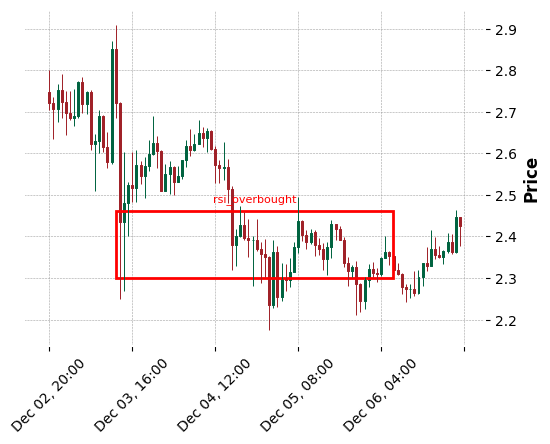 2.9
2.8
2.7
2.6
2.5
2.4
2.3
2.2
Price
rsi_overbought
Dec 02, 20:00
Dec 03, 16:00
Dec 04, 12:00
Dec 05, 08:00
Dec 06, 04:00